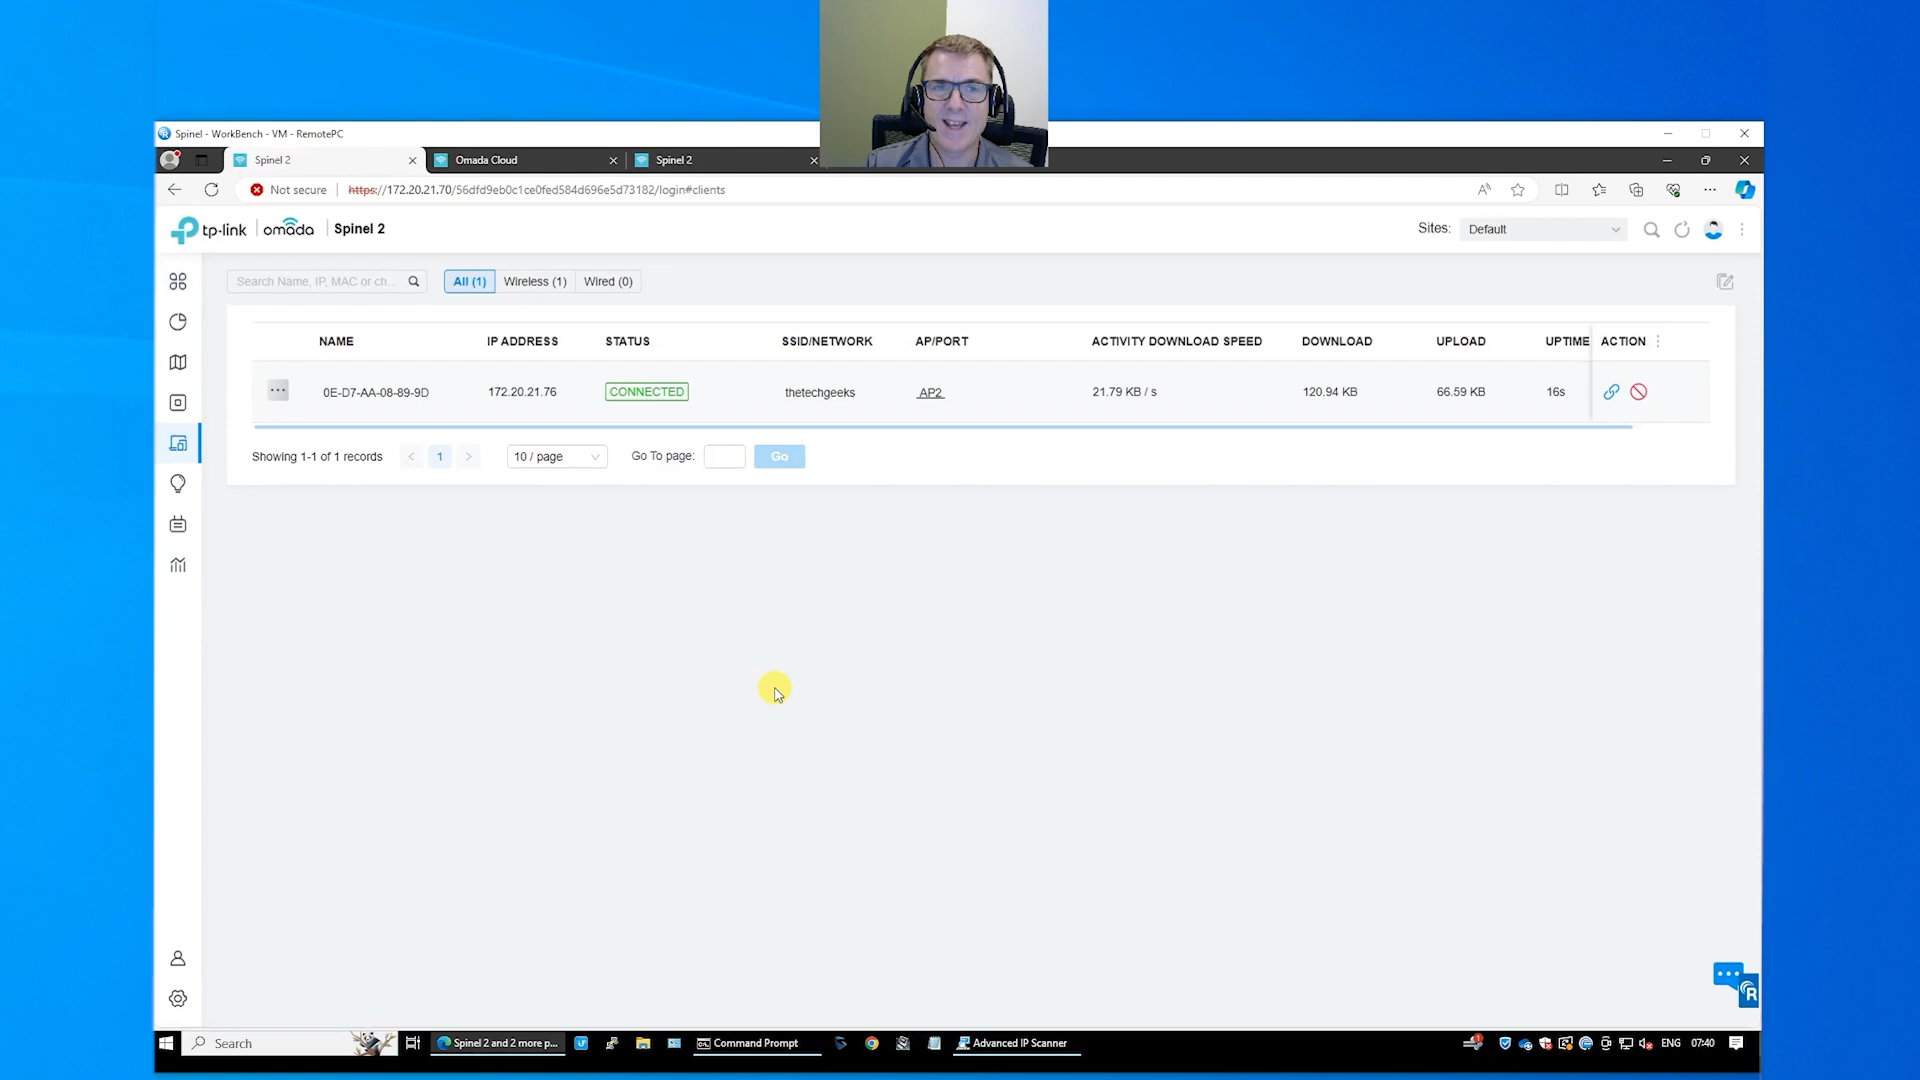 Spinel - WorkBench - VM - RemotePC
Spinel 2
Omada Cloud
Spinel 2
Not secure
https://172.20.21.70/56dfd9eb0c1ce0fed584d696e5d73182/login#clients
tp-link omada Spinel 2
Sites: Default
Search Name, IP, MAC or ch...
All (1) Wireless (1) Wired (0)
NAME IP ADDRESS STATUS SSID/NETWORK AP/PORT ACTIVITY DOWNLOAD SPEED DOWNLOAD UPLOAD UPTIME ACTION
0E-D7-AA-08-89-9D 172.20.21.76 CONNECTED thetechgeeks AP2 21.79 KB / s 120.94 KB 66.59 KB 16s
Showing 1-1 of 1 records < 1 > 10 / page Go To page: Go
Search
Spinel 2 and 2 more p...
Command Prompt
Advanced IP Scanner
ENG 07:40